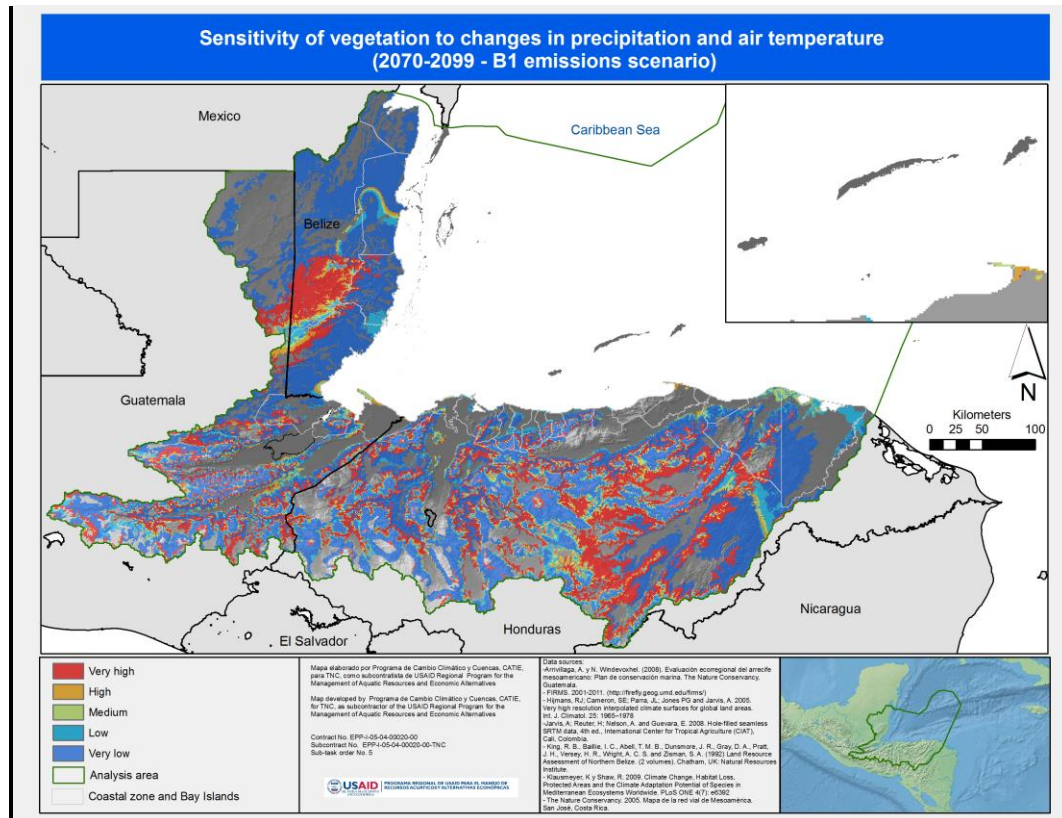 Sensitivity of vegetation to changes in precipitation and air temperature
(2070-2099 - B1 emissions scenario)
Mexico
Caribbean Sea
Belize
Guatemala
N
Kilometers
0 25 50 100
Nicaragua
Honduras
El Salvador
Very high
High
Medium
Low
Very low
Analysis area
Coastal zone and Bay Islands
Mapa elaborado por Programa de Cambio Climático y Cuencas, CATIE,
para TNC, como subcontratista de USAID Regional Program for the
Management of Aquatic Resources and Economic Alternatives
Map developed by Programa de Cambio Climático y Cuencas, CATIE,
for TNC, as subcontractor of the USAID Regional Program for the
Management of Aquatic Resources and Economic Alternatives
Contract No. EPP-I-05-04-00020-00
Subcontract No. EPP-I-05-04-00020-00-TNC
Sub-task order No. 5
USAID
PROGRAMA REGIONAL DE USAID PARA EL MANEJO DE
RECURSOS ACUÁTICOS Y ALTERNATIVAS ECONÓMICAS
Data sources:
-Arrivillaga, A. y N. Windevoxhel. (2008). Evaluación ecorregional del arrecife
mesoamericano: Plan de conservación marina. The Nature Conservancy,
Guatemala.
- FIRMS. 2001-2011. (http://firefly.geog.umd.edu/firms/)
- Hijmans, RJ; Cameron, SE; Parra, JL; Jones PG and Jarvis, A. 2005.
Very high resolution interpolated climate surfaces for global land areas.
Int. J. Climatol. 25: 1965–1978
-Jarvis, A; Reuter, H; Nelson, A. and Guevara, E. 2008. Hole-filled seamless
SRTM data, 4th ed., International Center for Tropical Agriculture (CIAT),
Cali, Colombia.
- King, R. B., Baillie, I. C., Abell, T. M. B., Dunsmore, J. R., Gray, D. A., Pratt,
J. H., Versey, H. R., Wright, A. C. S. and Zisman, S. A. (1992) Land Resource
Assessment of Northern Belize. (2 volumes). Chatham, UK: Natural Resources
Institute.
- Klausmeyer, K y Shaw, R. 2009. Climate Change, Habitat Loss,
Protected Areas and the Climate Adaptation Potential of Species in
Mediterranean Ecosystems Worldwide. PLoS ONE 4(7): e6392
- The Nature Conservancy. 2005. Mapa de la red vial de Mesoamérica.
San José, Costa Rica.